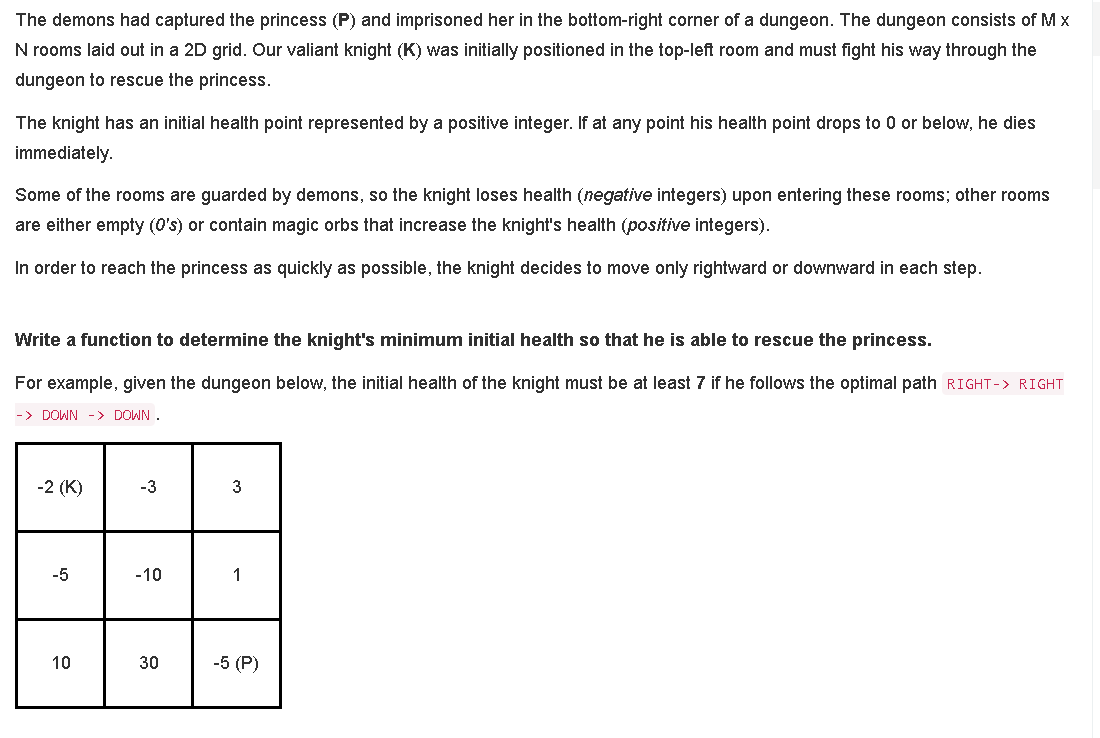 The demons had captured the princess (P) and imprisoned her in the bottom-right corner of a dungeon. The dungeon consists of M x
N rooms laid out in a 2D grid. Our valiant knight (K) was initially positioned in the top-left room and must fight his way through the
dungeon to rescue the princess.
The knight has an initial health point represented by a positive integer. If at any point his health point drops to 0 or below, he dies
immediately.
Some of the rooms are guarded by demons, so the knight loses health (negative integers) upon entering these rooms; other rooms
are either empty (0's) or contain magic orbs that increase the knight's health (positive integers).
In order to reach the princess as quickly as possible, the knight decides to move only rightward or downward in each step.
Write a function to determine the knight's minimum initial health so that he is able to rescue the princess.
For example, given the dungeon below, the initial health of the knight must be at least 7 if he follows the optimal path RIGHT-> RIGHT
-> DOWN -> DOWN .
-2 (K) -3 3
-5 -10 1
10 30 -5 (P)